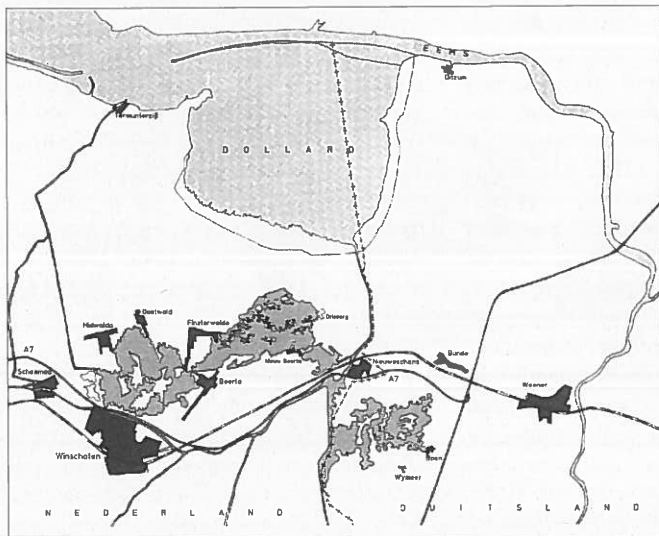 EEMS
Ditzum
Termunterzijl
DOLLARD
Oostwold
Midwolda
Finsterwolde
Drieborg
A7
Scheemda
Nieuw Beerta
Beerta
Nieuweschans
Bunde
A7
Weener
Winschoten
Boen
Wymeer
NEDERLAND
DUITSLAND